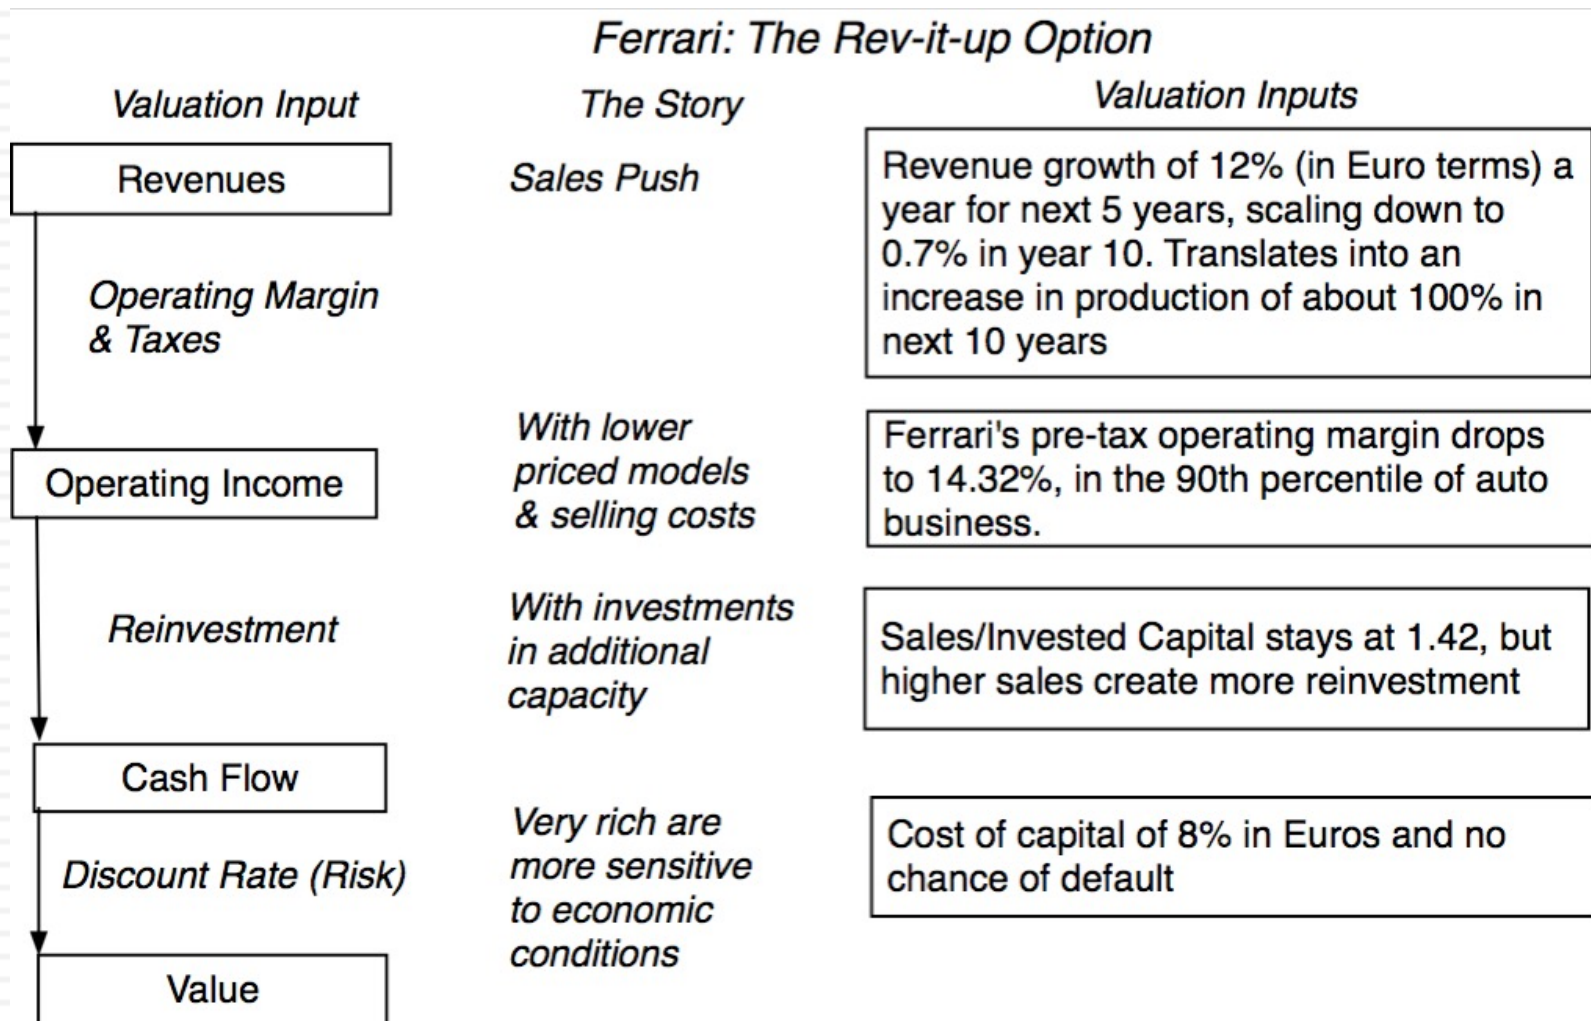 Ferrari: The Rev-it-up Option
Valuation Input
The Story
Valuation Inputs
Revenues
Sales Push
Revenue growth of 12% (in Euro terms) a
year for next 5 years, scaling down to
0.7% in year 10. Translates into an
increase in production of about 100% in
next 10 years
Operating Margin
& Taxes
Operating Income
With lower
priced models
& selling costs
Ferrari's pre-tax operating margin drops
to 14.32%, in the 90th percentile of auto
business.
Reinvestment
With investments
in additional
capacity
Sales/Invested Capital stays at 1.42, but
higher sales create more reinvestment
Cash Flow
Discount Rate (Risk)
Very rich are
more sensitive
to economic
conditions
Cost of capital of 8% in Euros and no
chance of default
Value